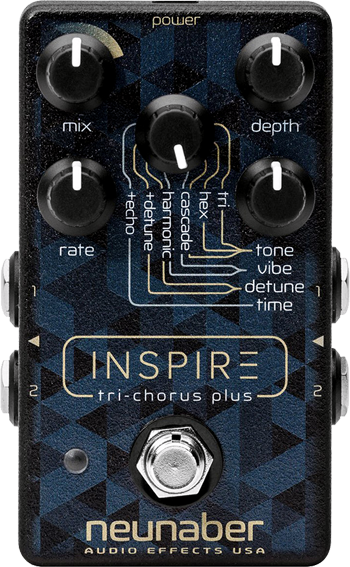 power
mix
depth
rate
+echo
+detune
harmonic
cascade
hex
tri
tone
vibe
detune
time
1
1
2
2
INSPIRE
tri-chorus plus
neunaber
AUDIO EFFECTS USA